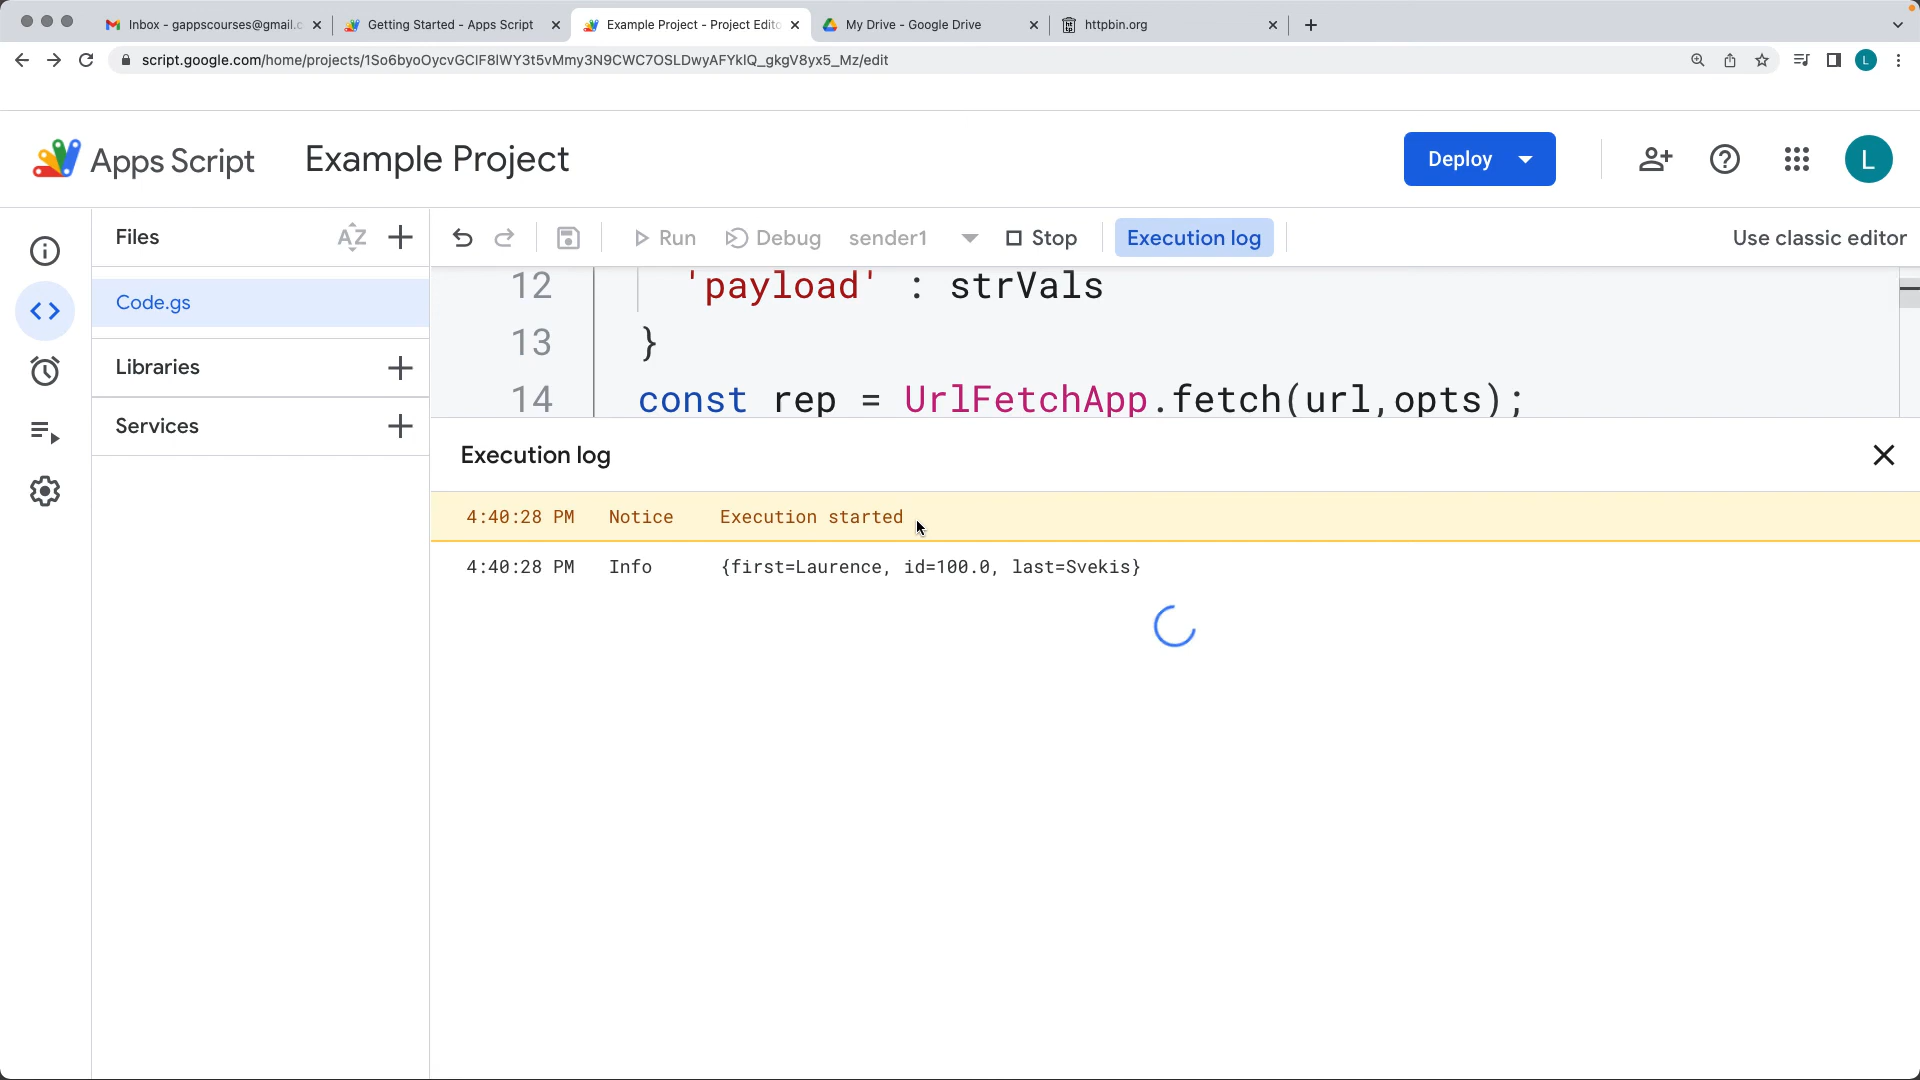 Inbox - gappscourses@gmail.c
Getting Started - Apps Script
Example Project - Project Edito
My Drive - Google Drive
httpbin.org
script.google.com/home/projects/1So6byoOycvGClF8lWY3t5vMmy3N9CWC7OSLDwyAFYklQ_gkgV8yx5_Mz/edit
L
Apps Script
Example Project
Deploy
L
Files
AZ
Run
Debug
sender1
Stop
Execution log
Use classic editor
Code.gs
Libraries
Services
12 'payload' : strVals
13 }
14 const rep = UrlFetchApp.fetch(url,opts);
Execution log
4:40:28 PM Notice Execution started
4:40:28 PM Info {first=Laurence, id=100.0, last=Svekis}